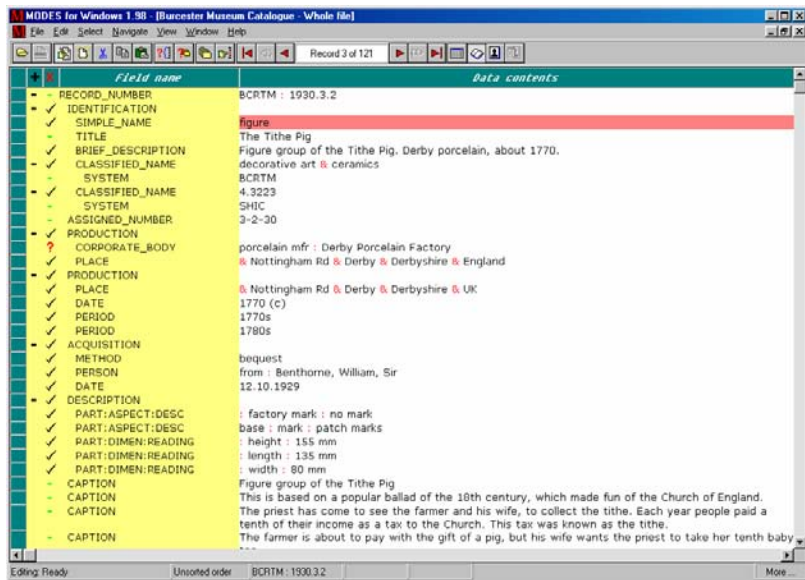 MODES for Windows 1.98 - [Burcester Museum Catalogue - Whole file]
File Edit Select Navigate View Window Help
Record 3 of 121
Field name Data contents
RECORD_NUMBER BCRTM : 1930.3.2
IDENTIFICATION
SIMPLE_NAME figure
TITLE The Tithe Pig
BRIEF_DESCRIPTION Figure group of the Tithe Pig. Derby porcelain, about 1770.
CLASSIFIED_NAME decorative art & ceramics
SYSTEM BCRTM
CLASSIFIED_NAME 4.3223
SYSTEM SHIC
ASSIGNED_NUMBER 3-2-30
PRODUCTION
? CORPORATE_BODY porcelain mfr : Derby Porcelain Factory
PLACE & Nottingham Rd & Derby & Derbyshire & England
PRODUCTION
PLACE & Nottingham Rd & Derby & Derbyshire & UK
DATE 1770 (c)
PERIOD 1770s
PERIOD 1780s
ACQUISITION
METHOD bequest
PERSON from : Benthorne, William, Sir
DATE 12.10.1929
DESCRIPTION
PART:ASPECT:DESC : factory mark : no mark
PART:ASPECT:DESC base : mark : patch marks
PART:DIMEN:READING : height : 155 mm
PART:DIMEN:READING : length : 135 mm
PART:DIMEN:READING : width : 80 mm
CAPTION Figure group of the Tithe Pig
CAPTION This is based on a popular ballad of the 18th century, which made fun of the Church of England.
CAPTION The priest has come to see the farmer and his wife, to collect the tithe. Each year people paid a
tenth of their income as a tax to the Church. This tax was known as the tithe.
CAPTION The farmer is about to pay with the gift of a pig, but his wife wants the priest to take her tenth baby
Editing: Ready Unsorted order BCRTM : 1930.3.2 More ...